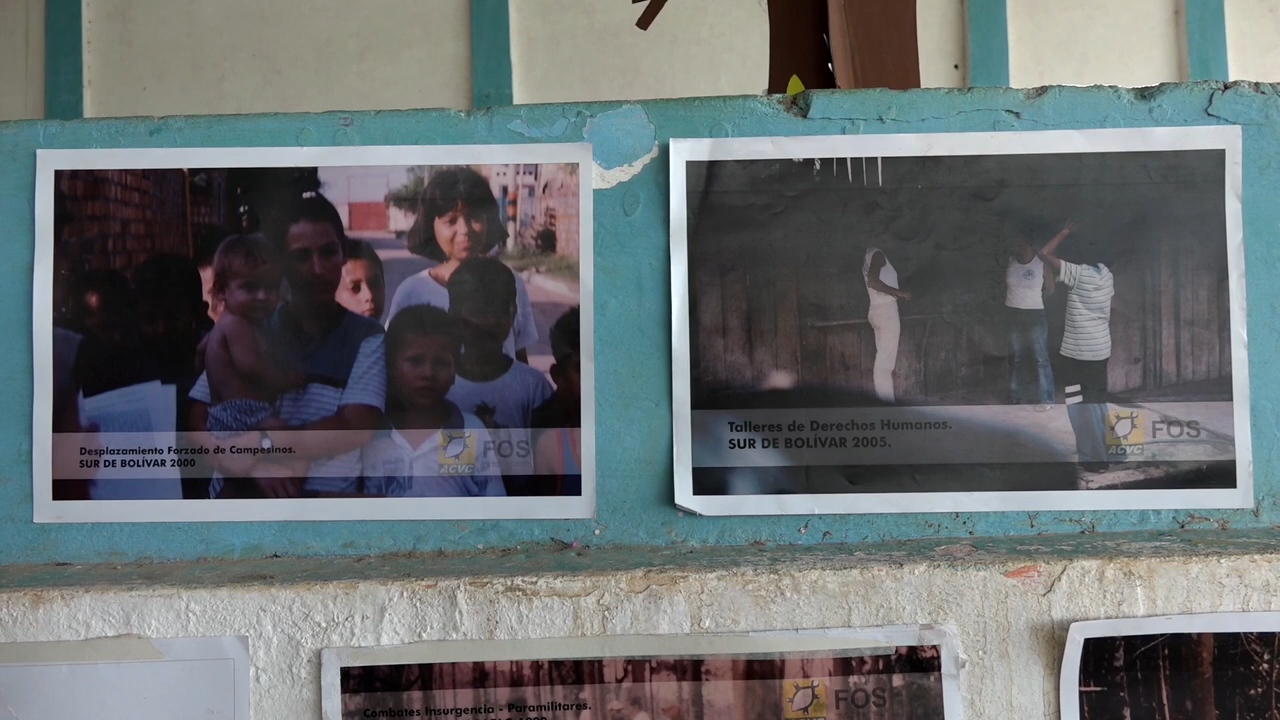 Desplazamiento Forzado de Campesinos.
SUR DE BOLÍVAR 2000
ACVC
FOS
Talleres de Derechos Humanos.
SUR DE BOLÍVAR 2005.
ACVC
FOS
Combates Insurgencia - Paramilitares.
ACVC
FOS